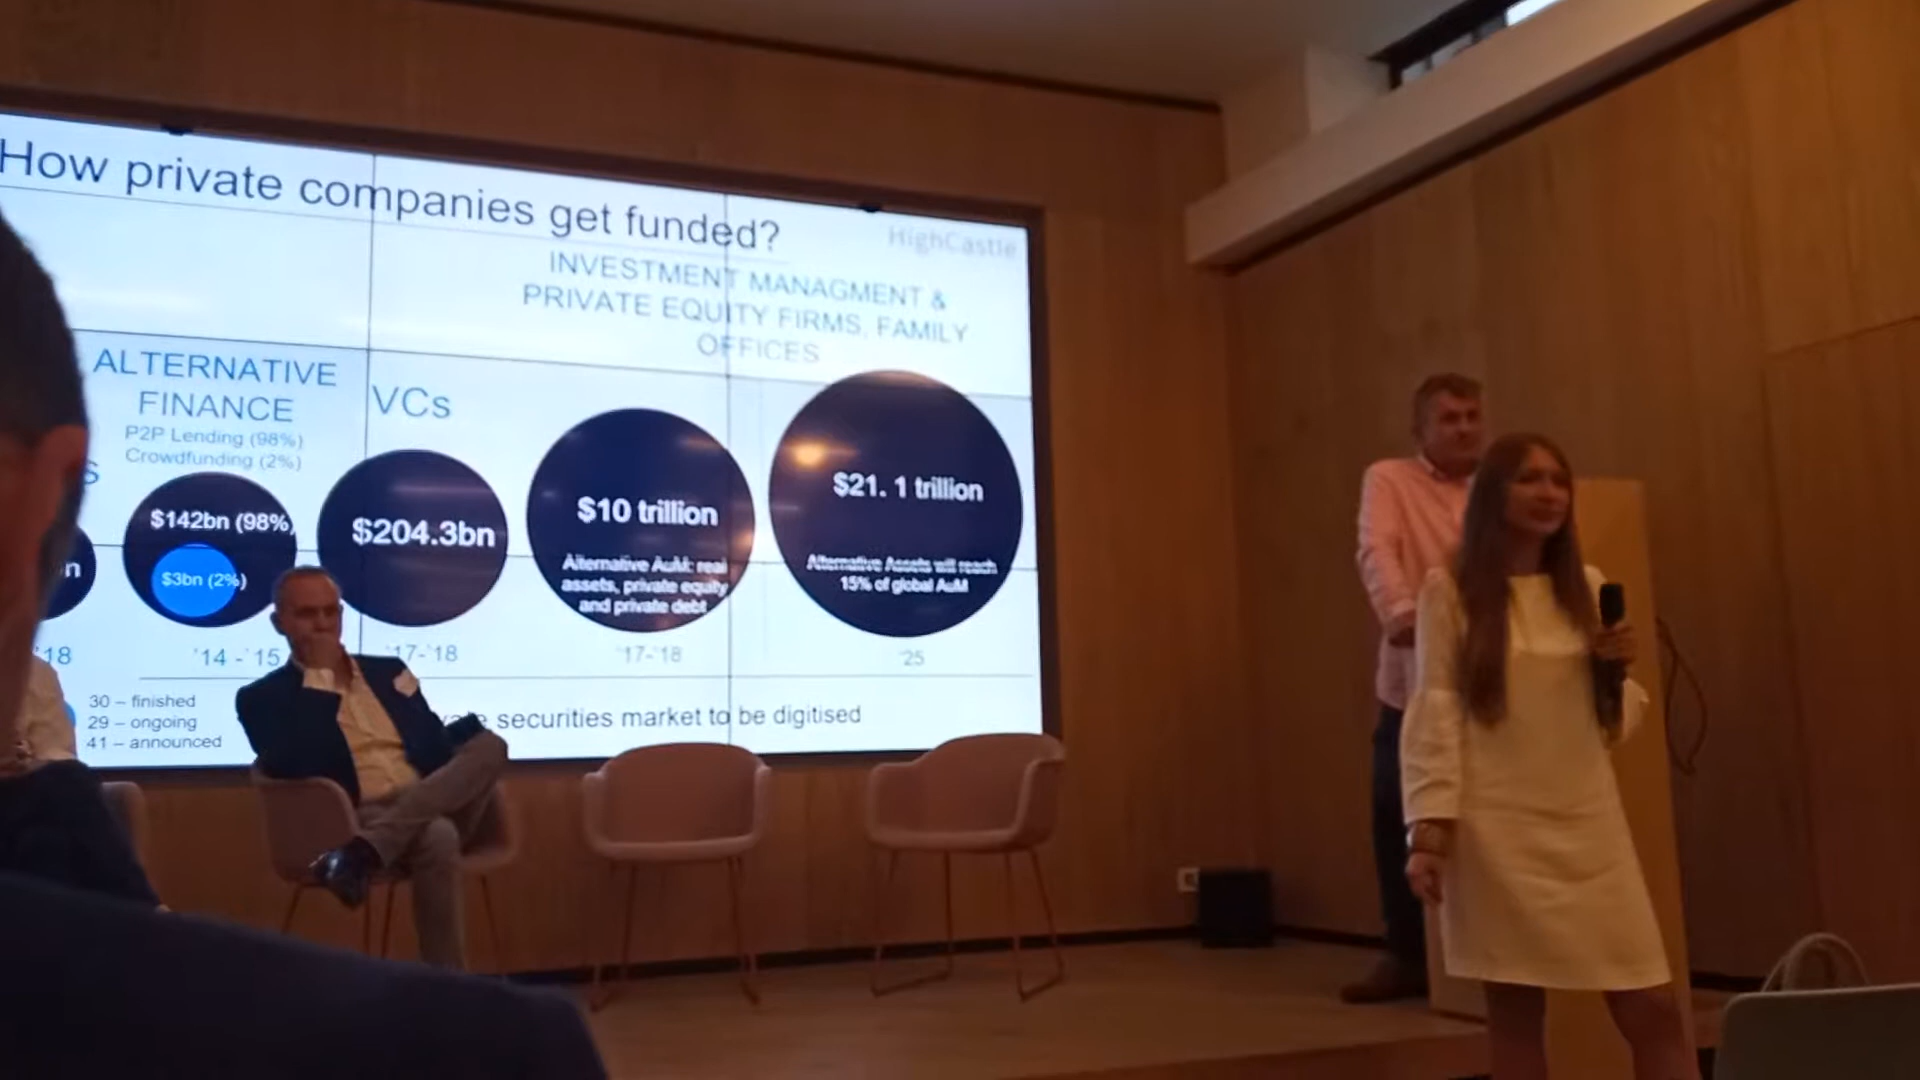 How private companies get funded?
HighCastle
INVESTMENT MANAGMENT &
PRIVATE EQUITY FIRMS, FAMILY
OFFICES
ALTERNATIVE
FINANCE
P2P Lending (98%)
Crowdfunding (2%)
VCs
S
n
$142bn (98%)
$3bn (2%)
$204.3bn
$10 trillion
Alternative AuM: real
assets, private equity
and private debt
$21. 1 trillion
Alternative Assets will reach
15% of global AuM
'18
'14 -'15
'17-'18
'17-'18
'25
30 – finished
29 – ongoing
41 – announced
securities market to be digitised